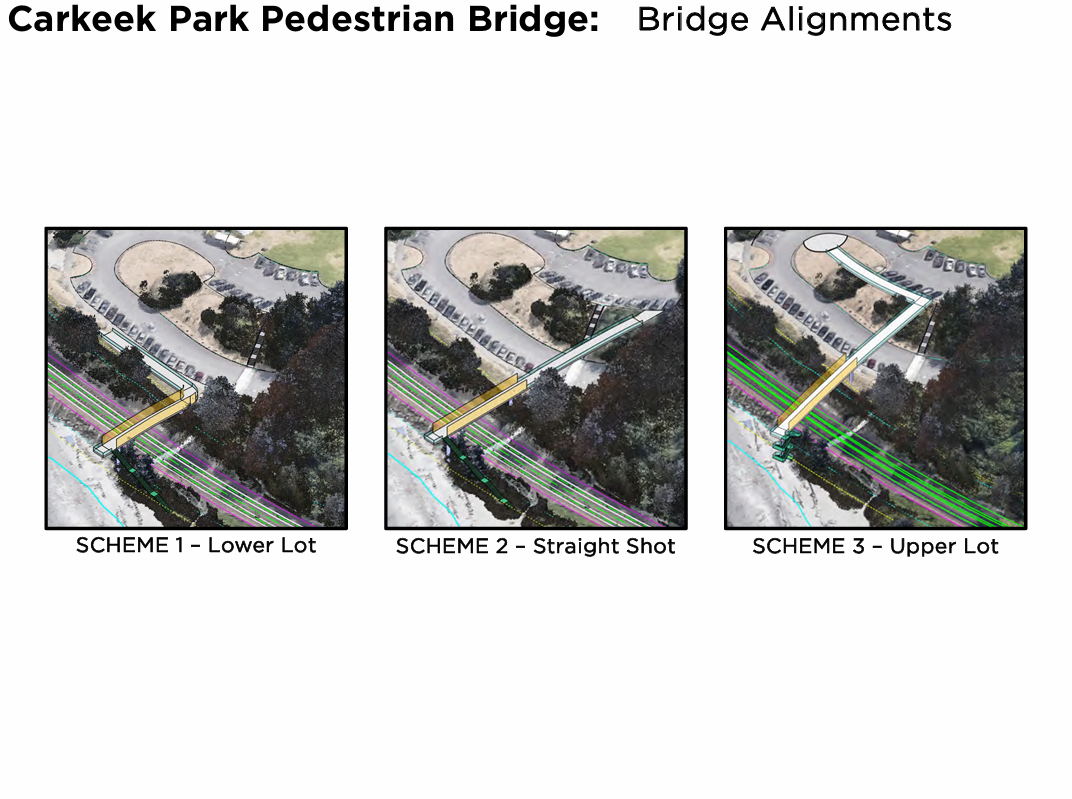 Carkeek Park Pedestrian Bridge: Bridge Alignments
SCHEME 1 – Lower Lot
SCHEME 2 – Straight Shot
SCHEME 3 – Upper Lot